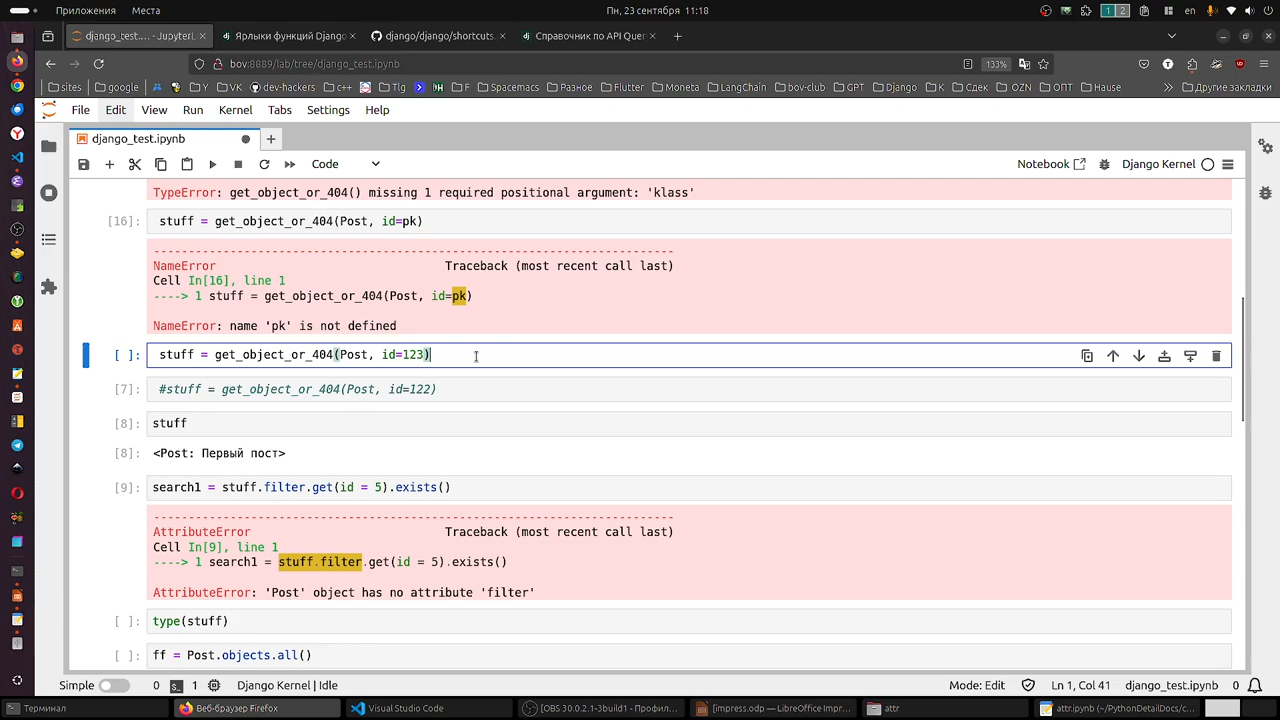 Приложения Места Пн, 23 сентября 11:18 1 2 en
django_test.... - JupyterL Ярлыки функций Django django/django/shortcuts. Справочник по API Query
bov:8889/lab/tree/django_test.ipynb 133%
sites google Y VK dev-hackers C++ Tlg F Spacemacs Разное Flutter Moneta LangChain bov-club GPT Django K Сдек OZN ОПТ Hause Другие закладки
File Edit View Run Kernel Tabs Settings Help
django_test.ipynb
Code Notebook Django Kernel
TypeError: get_object_or_404() missing 1 required positional argument: 'klass'
[16]: stuff = get_object_or_404(Post, id=pk)
---------------------------------------------------------------------------
NameError Traceback (most recent call last)
Cell In[16], line 1
----> 1 stuff = get_object_or_404(Post, id=pk)
NameError: name 'pk' is not defined
[ ]: stuff = get_object_or_404(Post, id=123)
[7]: #stuff = get_object_or_404(Post, id=122)
[8]: stuff
[8]: <Post: Первый пост>
[9]: search1 = stuff.filter.get(id = 5).exists()
---------------------------------------------------------------------------
AttributeError Traceback (most recent call last)
Cell In[9], line 1
----> 1 search1 = stuff.filter.get(id = 5).exists()
AttributeError: 'Post' object has no attribute 'filter'
[ ]: type(stuff)
[ ]: ff = Post.objects.all()
Simple 0 1 Django Kernel | Idle Mode: Edit Ln 1, Col 41 django_test.ipynb 0
Терминал Веб-браузер Firefox Visual Studio Code [OBS 30.0.2.1-3build1 - Профил... [impress.odp — LibreOffice Impr... attr attr.ipynb (~/PythonDetailDocs/c...